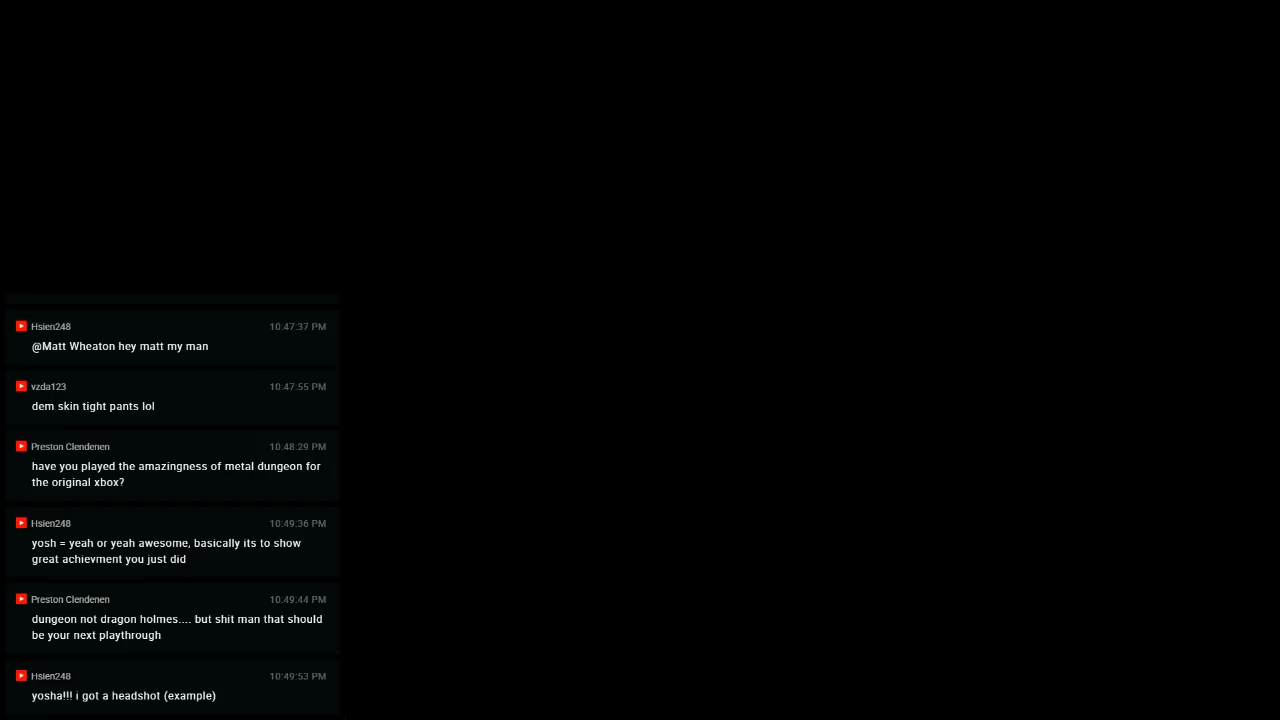 Hsien248 10:47:37 PM
@Matt Wheaton hey matt my man
vzda123 10:47:55 PM
dem skin tight pants lol
Preston Clendenen 10:48:29 PM
have you played the amazingness of metal dungeon for
the original xbox?
Hsien248 10:49:36 PM
yosh = yeah or yeah awesome, basically its to show
great achievment you just did
Preston Clendenen 10:49:44 PM
dungeon not dragon holmes.... but shit man that should
be your next playthrough
Hsien248 10:49:53 PM
yosha!!! i got a headshot (example)